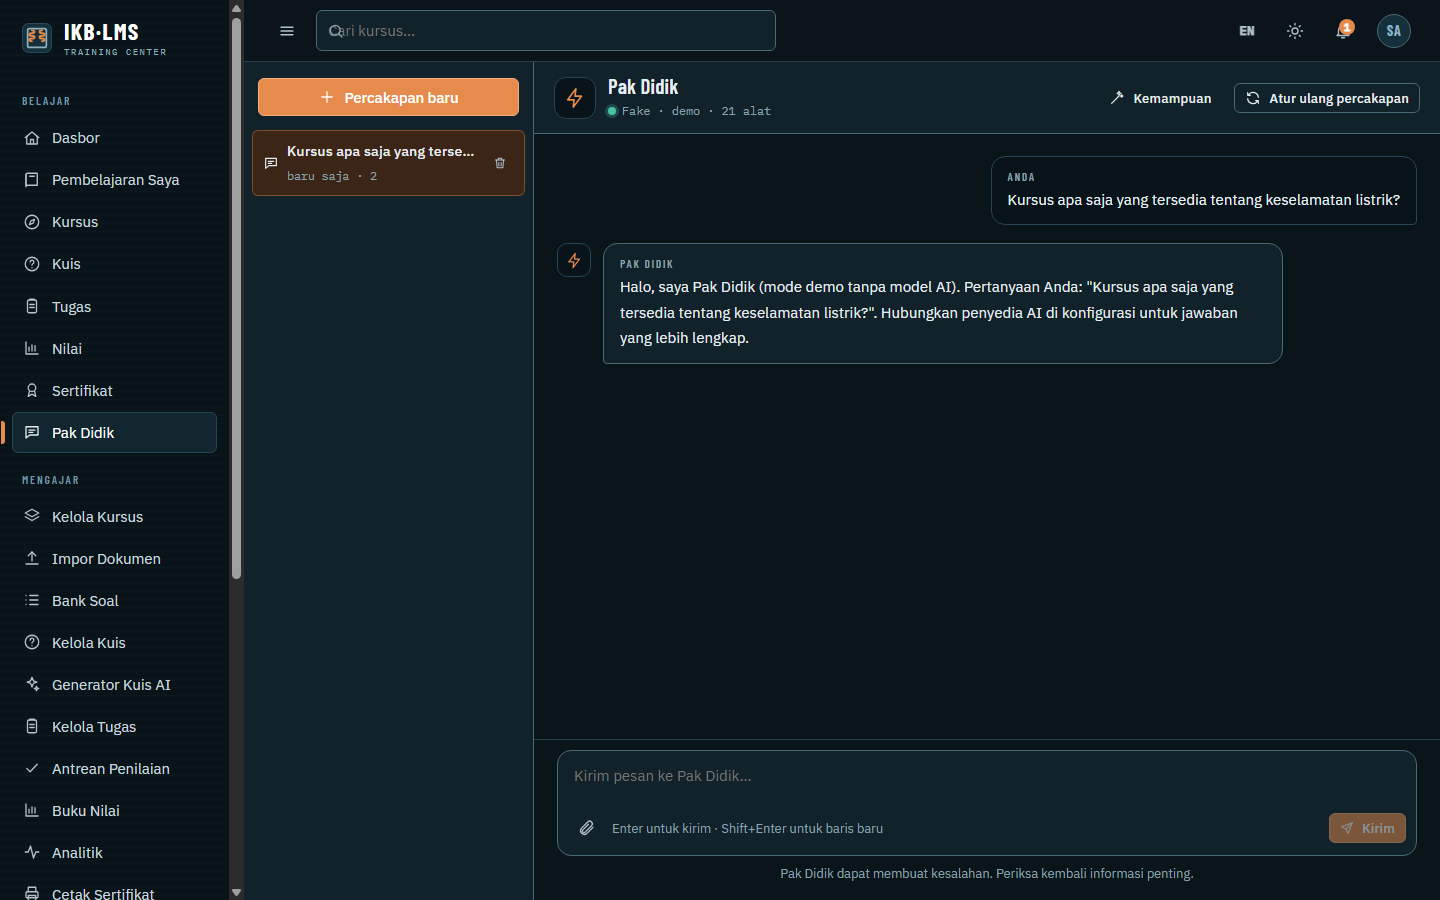 IKB·LMS
TRAINING CENTER
BELAJAR
Dasbor
Pembelajaran Saya
Kursus
Kuis
Tugas
Nilai
Sertifikat
Pak Didik
MENGAJAR
Kelola Kursus
Impor Dokumen
Bank Soal
Kelola Kuis
Generator Kuis AI
Kelola Tugas
Antrean Penilaian
Buku Nilai
Analitik
Cetak Sertifikat
Cari kursus...
EN
1
SA
Percakapan baru
Kursus apa saja yang terse...
baru saja · 2
Pak Didik
Fake · demo · 21 alat
Kemampuan
Atur ulang percakapan
ANDA
Kursus apa saja yang tersedia tentang keselamatan listrik?
PAK DIDIK
Halo, saya Pak Didik (mode demo tanpa model AI). Pertanyaan Anda: "Kursus apa saja yang
tersedia tentang keselamatan listrik?". Hubungkan penyedia AI di konfigurasi untuk jawaban
yang lebih lengkap.
Kirim pesan ke Pak Didik...
Enter untuk kirim · Shift+Enter untuk baris baru
Kirim
Pak Didik dapat membuat kesalahan. Periksa kembali informasi penting.